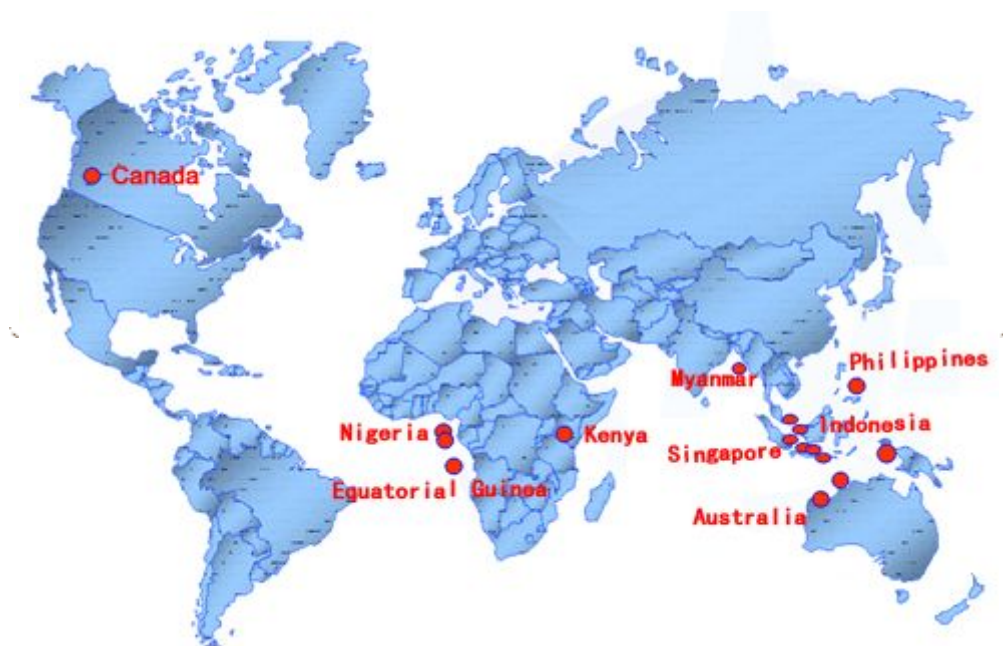 Canada
Philippines
Myanmar
Indonesia
Nigeria
Kenya
Singapore
Equatorial Guinea
Australia